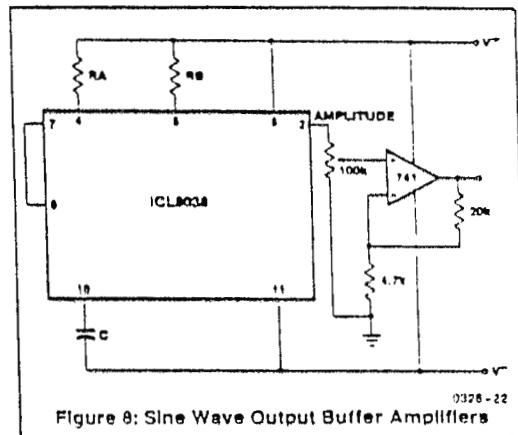 V+
RA
RB
7
4
5
6
2
AMPLITUDE
100k
741
+
-
20k
8
ICL8038
4.7k
10
11
C
V-
0326-22
Figure 8: Sine Wave Output Buffer Amplifiers